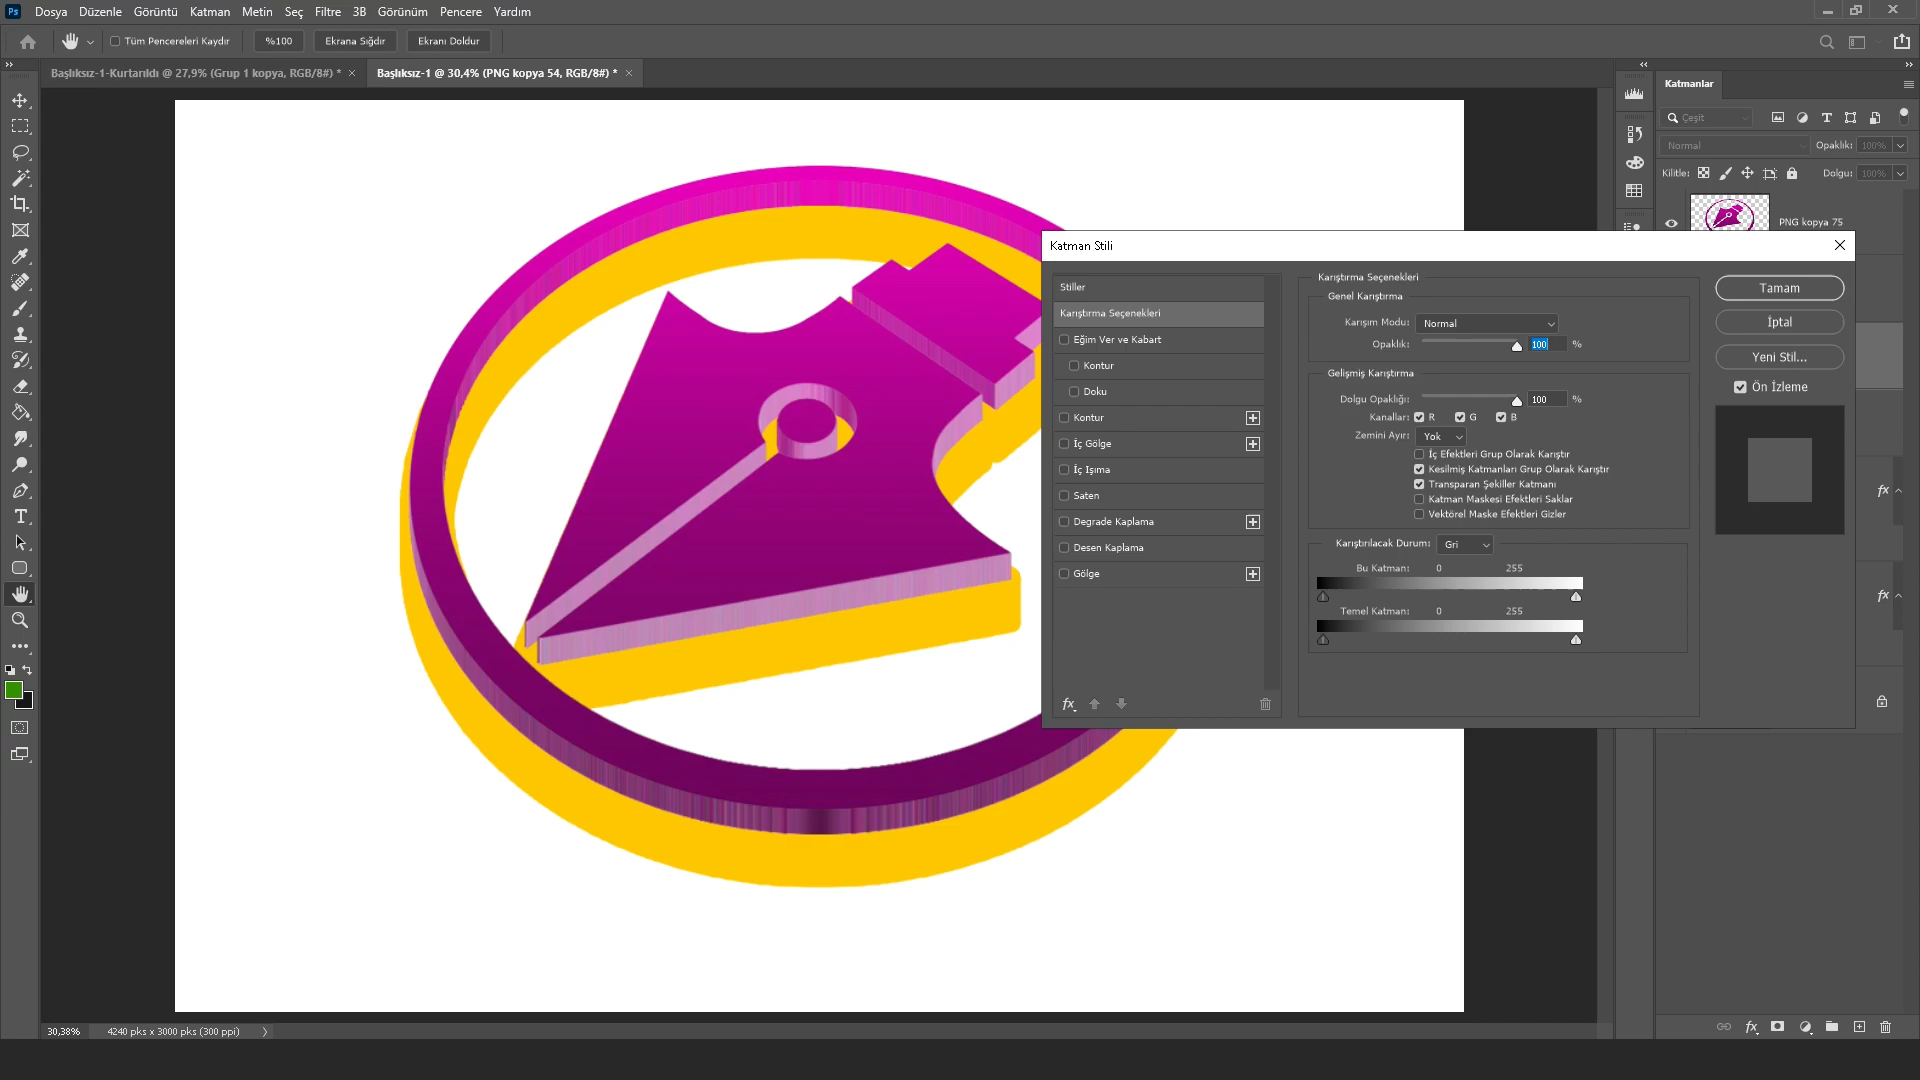 Ps Dosya Düzenle Görüntü Katman Metin Seç Filtre 3B Görünüm Pencere Yardım
Tüm Pencereleri Kaydır %100 Ekrana Sığdır Ekranı Doldur
Başlıksız-1-Kurtarıldı @ 27,9% (Grup 1 kopya, RGB/8#) * × Başlıksız-1 @ 30,4% (PNG kopya 54, RGB/8#) * ×
Katmanlar
Çeşit
Normal Opaklık: 100%
Kilitle: Dolgu: 100%
PNG kopya 75
Katman Stili
Stiller
Karıştırma Seçenekleri
Eğim Ver ve Kabart
Kontur
Doku
Kontur
İç Gölge
İç Işıma
Saten
Degrade Kaplama
Desen Kaplama
Gölge
fx
Karıştırma Seçenekleri
Genel Karıştırma
Karışım Modu: Normal
Opaklık: 100 %
Gelişmiş Karıştırma
Dolgu Opaklığı: 100 %
Kanallar: R G B
Zemini Ayır: Yok
İç Efektleri Grup Olarak Karıştır
Kesilmiş Katmanları Grup Olarak Karıştır
Transparan Şekiller Katmanı
Katman Maskesi Efektleri Saklar
Vektörel Maske Efektleri Gizler
Karıştırılacak Durum: Gri
Bu Katman: 0 255
Temel Katman: 0 255
Tamam
İptal
Yeni Stil...
Ön İzleme
fx
fx
30,38% 4240 pks x 3000 pks (300 ppi)
fx